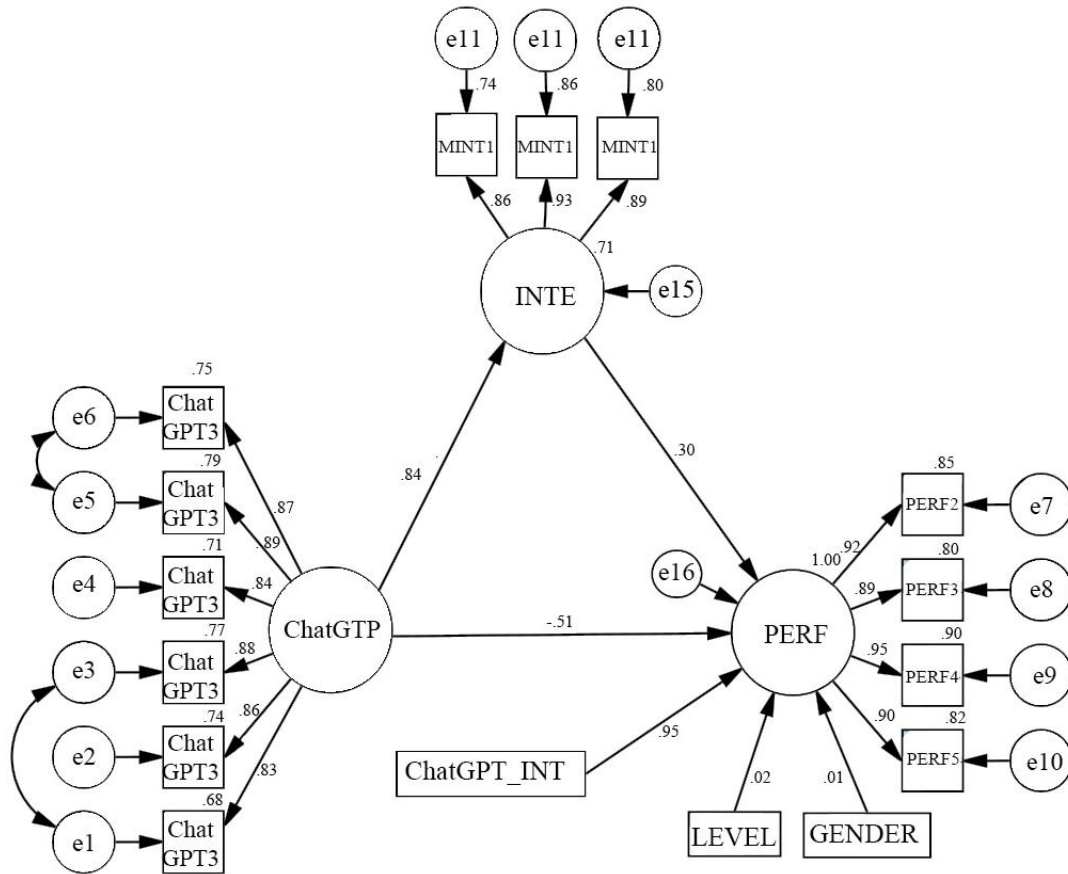 e11 e11 e11
.74 .86 .80
MINT1 MINT1 MINT1
.86 .93 .89
.71
INTE
e15
.75
e6
Chat
GPT3
.79
e5
Chat
GPT3
.87
.89
.71
e4
Chat
GPT3
.84
.77
e3
Chat
GPT3
.88
.74
e2
Chat
GPT3
.86
.68
e1
Chat
GPT3
.83
ChatGTP
.84
.30
-.51
e16
1.00
PERF
.85
.92
PERF2
e7
.80
.89
PERF3
e8
.90
.95
PERF4
e9
.82
.90
PERF5
e10
ChatGPT_INT
.95
.02
.01
LEVEL
GENDER